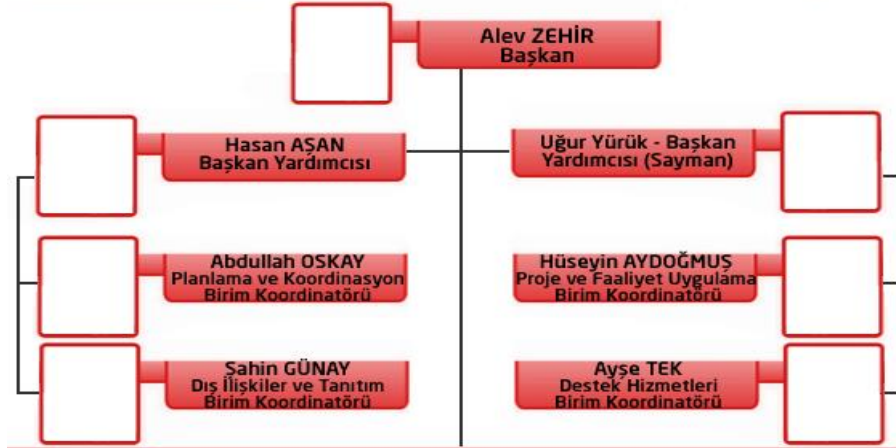 Alev ZEHİR
Başkan
Hasan AŞAN
Başkan Yardımcısı
Uğur Yürük - Başkan
Yardımcısı (Sayman)
Abdullah OSKAY
Planlama ve Koordinasyon
Birim Koordinatörü
Hüseyin AYDOĞMUŞ
Proje ve Faaliyet Uygulama
Birim Koordinatörü
Şahin GÜNAY
Dış İlişkiler ve Tanıtım
Birim Koordinatörü
Ayşe TEK
Destek Hizmetleri
Birim Koordinatörü